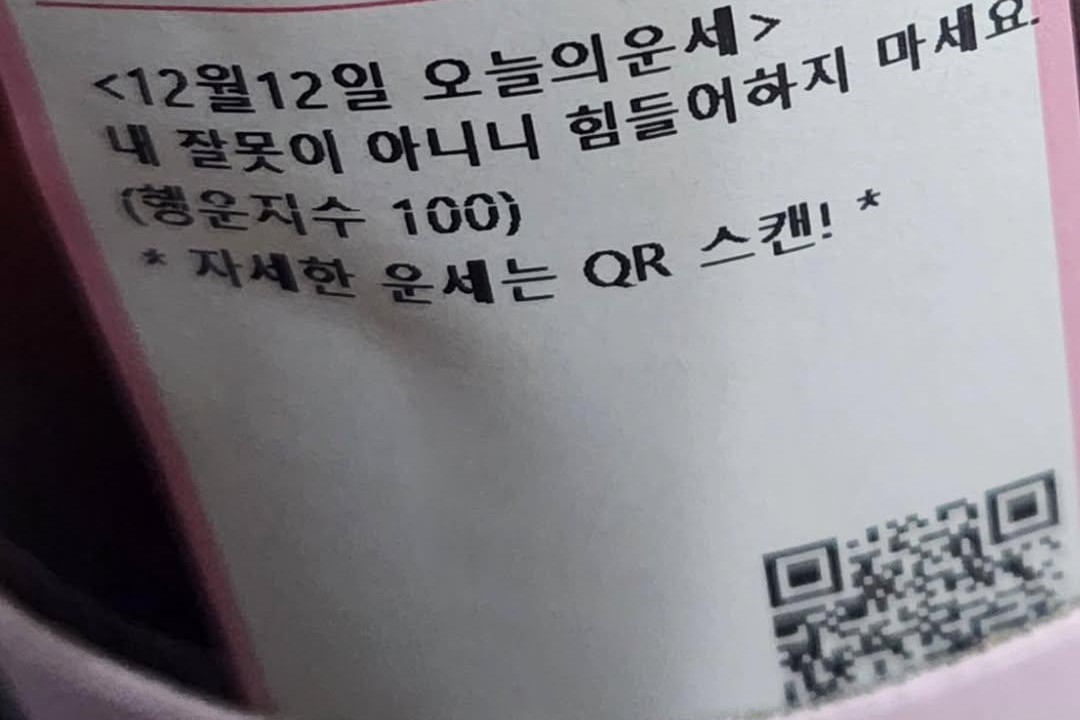 <12월12일 오늘의운세>
내 잘못이 아니니 힘들어하지 마세요.
(행운지수 100)
* 자세한 운세는 QR 스캔! *